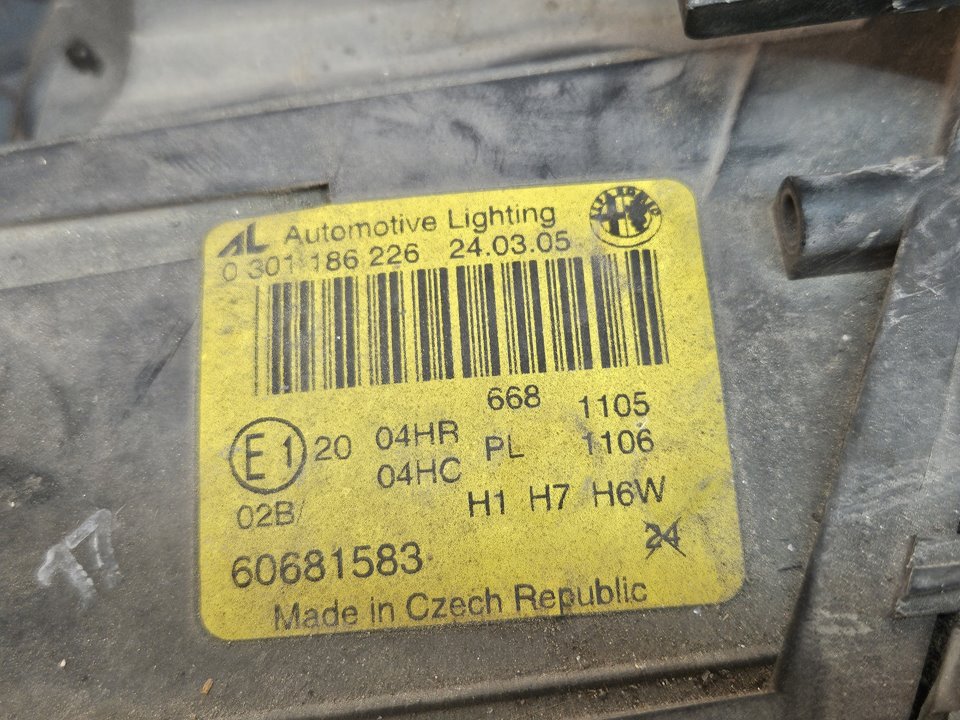 AL Automotive Lighting
0 301 186 226 24.03.05
668 1105
E1 20 04HR PL 1106
04HC
02B/ H1 H7 H6W
24
60681583
Made in Czech Republic